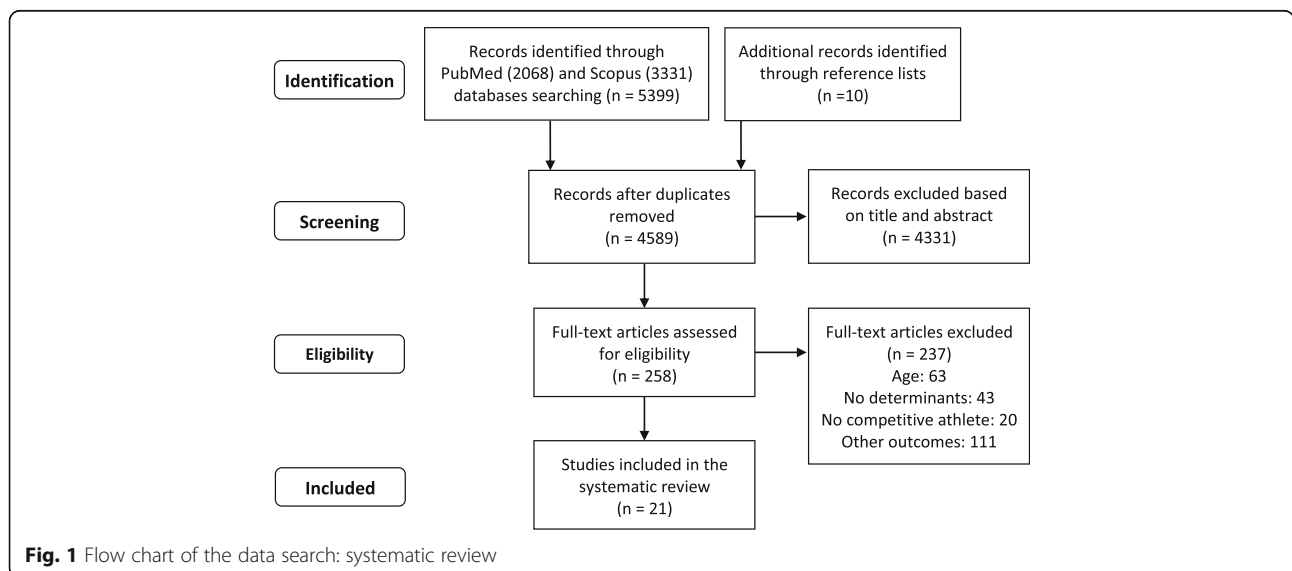 Identification
Records identified through
PubMed (2068) and Scopus (3331)
databases searching (n = 5399)
Additional records identified
through reference lists
(n =10)
Screening
Records after duplicates
removed
(n = 4589)
Records excluded based
on title and abstract
(n = 4331)
Eligibility
Full-text articles assessed
for eligibility
(n = 258)
Full-text articles excluded
(n = 237)
Age: 63
No determinants: 43
No competitive athlete: 20
Other outcomes: 111
Included
Studies included in the
systematic review
(n = 21)
Fig. 1 Flow chart of the data search: systematic review